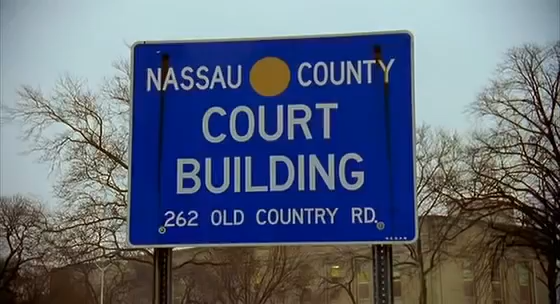 NASSAU COUNTY
COURT
BUILDING
262 OLD COUNTRY RD.